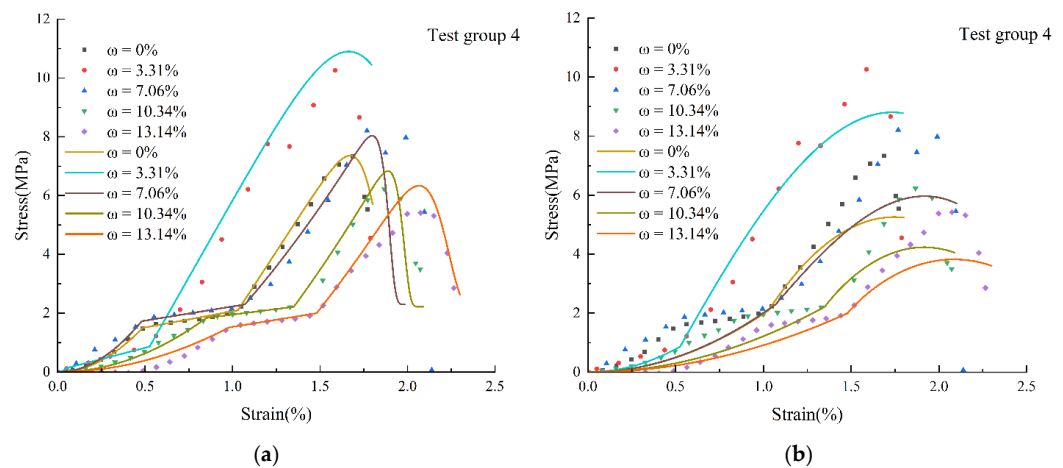 (a)
12
10
8
6
4
2
0
Stress(MPa)
0.0 0.5 1.0 1.5 2.0 2.5
Strain(%)
Test group 4
ω = 0%
ω = 3.31%
ω = 7.06%
ω = 10.34%
ω = 13.14%
ω = 0%
ω = 3.31%
ω = 7.06%
ω = 10.34%
ω = 13.14%
(a)
(b)
12
10
8
6
4
2
0
Stress(MPa)
0.0 0.5 1.0 1.5 2.0 2.5
Strain(%)
Test group 4
ω = 0%
ω = 3.31%
ω = 7.06%
ω = 10.34%
ω = 13.14%
ω = 0%
ω = 3.31%
ω = 7.06%
ω = 10.34%
ω = 13.14%
(b)